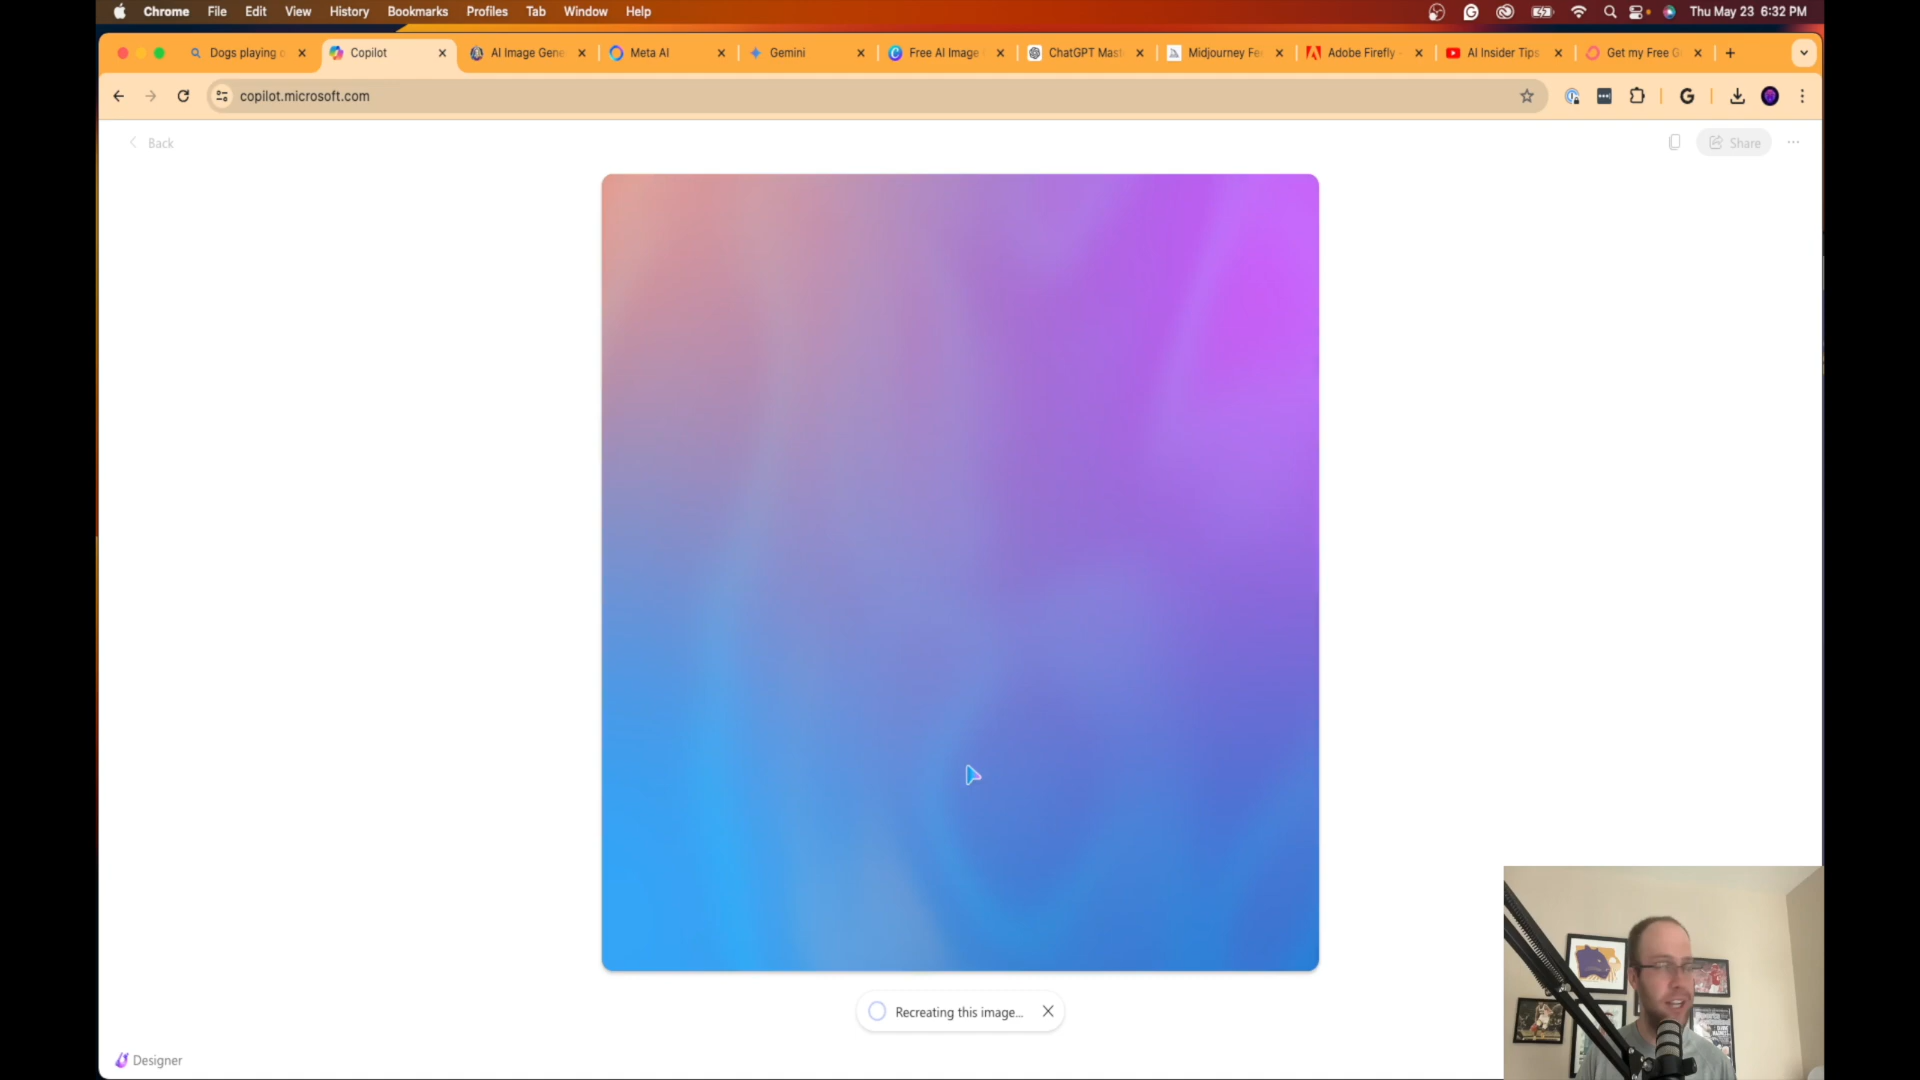 Chrome File Edit View History Bookmarks Profiles Tab Window Help Thu May 23 6:32 PM
Dogs playing Copilot AI Image Gene Meta AI Gemini Free AI Image ChatGPT Mast Midjourney Fe Adobe Firefly AI Insider Tips Get my Free G
copilot.microsoft.com
Back Share
Recreating this image...
Designer